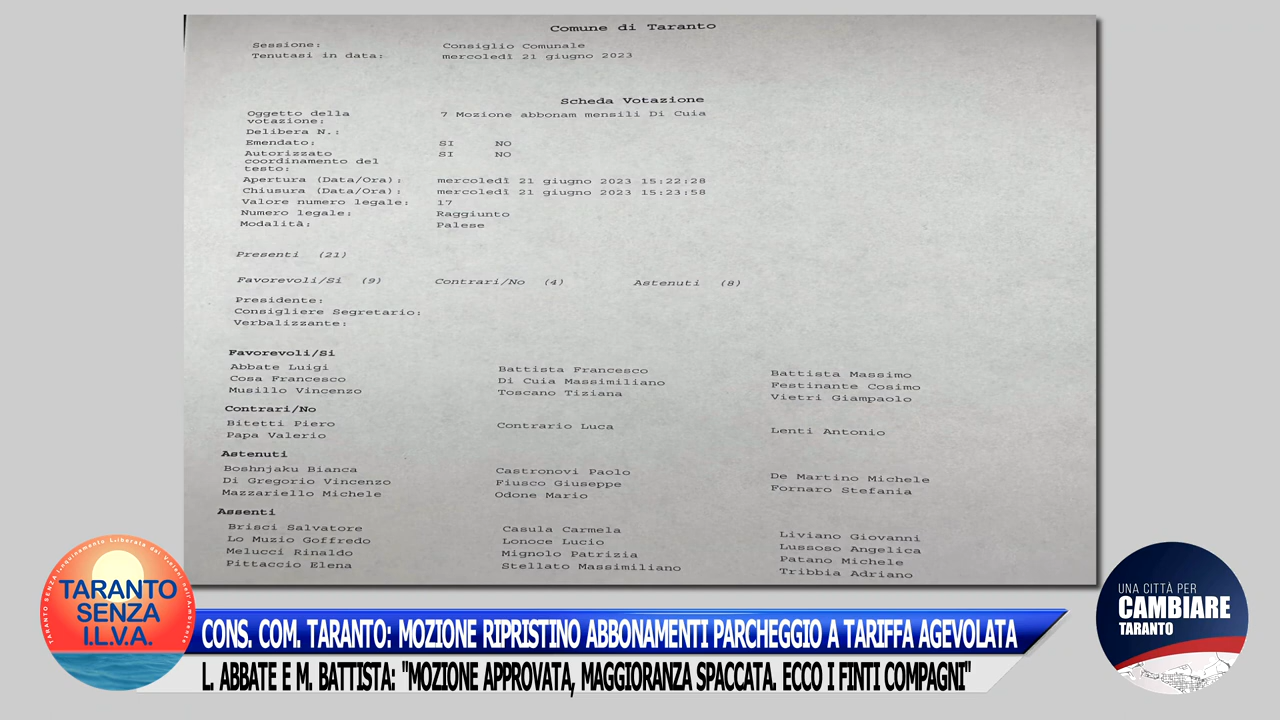 Comune di Taranto
Sessione: Consiglio Comunale
Tenutasi in data: mercoledì 21 giugno 2023
Scheda Votazione
Oggetto della votazione: 7 Mozione abbonam mensili Di Cuia
Delibera N.:
Emendato: SI NO
Autorizzato coordinamento del testo: SI NO
Apertura (Data/Ora): mercoledì 21 giugno 2023 15:22:28
Chiusura (Data/Ora): mercoledì 21 giugno 2023 15:23:58
Valore numero legale: 17
Numero legale: Raggiunto
Modalità: Palese
Presenti (21)
Favorevoli/Si (9) Contrari/No (4) Astenuti (8)
Presidente:
Consigliere Segretario:
Verbalizzante:
Favorevoli/Si
Abbate Luigi Battista Francesco Battista Massimo
Cosa Francesco Di Cuia Massimiliano Festinante Cosimo
Musillo Vincenzo Toscano Tiziana Vietri Giampaolo
Contrari/No
Bitetti Piero Contrario Luca Lenti Antonio
Papa Valerio
Astenuti
Boshnjaku Bianca Castronovi Paolo De Martino Michele
Di Gregorio Vincenzo Fiusco Giuseppe Fornaro Stefania
Mazzariello Michele Odone Mario
Assenti
Brisci Salvatore Casula Carmela Liviano Giovanni
Lo Muzio Goffredo Lonoce Lucio Lussoso Angelica
Melucci Rinaldo Mignolo Patrizia Patano Michele
Pittaccio Elena Stellato Massimiliano Tribbia Adriano
TARANTO
SENZA
I.L.V.A.
CONS. COM. TARANTO: MOZIONE RIPRISTINO ABBONAMENTI PARCHEGGIO A TARIFFA AGEVOLATA
L. ABBATE E M. BATTISTA: "MOZIONE APPROVATA, MAGGIORANZA SPACCATA. ECCO I FINTI COMPAGNI"
UNA CITTÀ PER
CAMBIARE
TARANTO